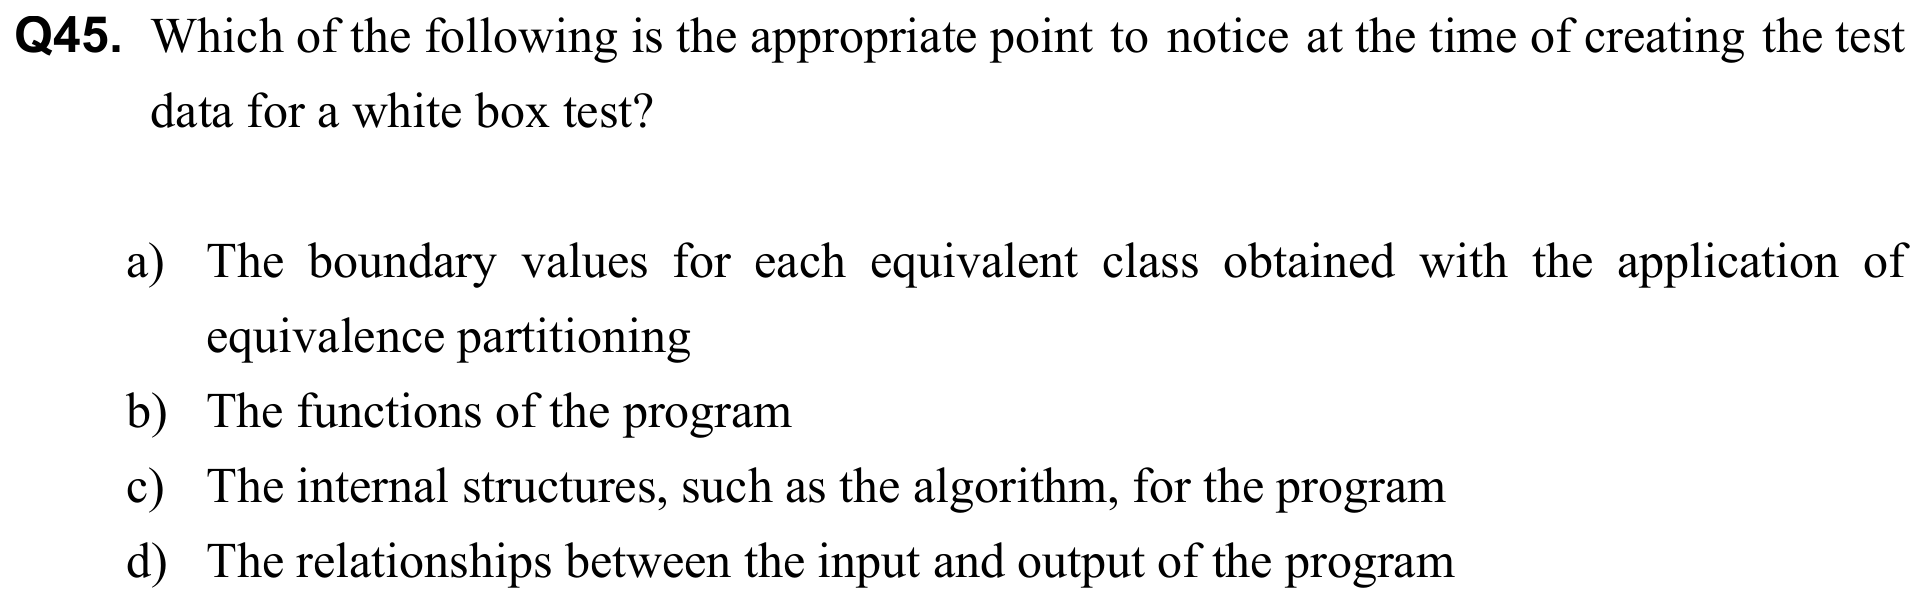 Q45. Which of the following is the appropriate point to notice at the time of creating the test
data for a white box test?
a) The boundary values for each equivalent class obtained with the application of
equivalence partitioning
b) The functions of the program
c) The internal structures, such as the algorithm, for the program
d) The relationships between the input and output of the program